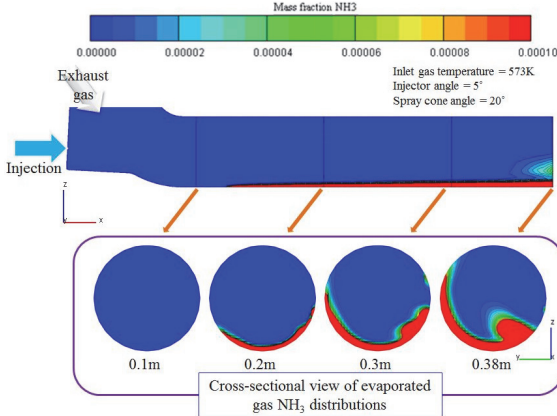 Mass fraction NH3
0.00000 0.00002 0.00004 0.00006 0.00008 0.00010
Exhaust
gas
Inlet gas temperature = 573K
Injector angle = 5°
Spray cone angle = 20°
Injection
z
y x
0.1m 0.2m 0.3m 0.38m
z
y x
Cross-sectional view of evaporated
gas NH₃ distributions